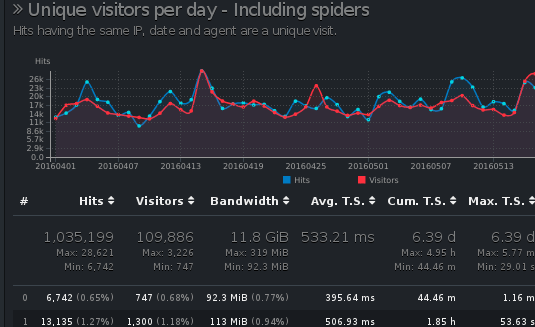 » Unique visitors per day - Including spiders
Hits having the same IP, date and agent are a unique visit.
Hits
26k
23k
20k
17k
14k
11k
8.6k
5.7k
2.9k
0.0
20160401 20160407 20160413 20160419 20160425 20160501 20160507 20160513
Hits Visitors
# Hits Visitors Bandwidth Avg. T.S. Cum. T.S. Max. T.S.
1,035,199 109,886 11.8 GiB 533.21 ms 6.39 d 6.39 d
Max: 28,621 Max: 3,226 Max: 319 MiB Max: 4.95 h Max: 5.77 m
Min: 6,742 Min: 747 Min: 92.3 MiB Min: 44.46 m Min: 29.01 s
0 6,742 (0.65%) 747 (0.68%) 92.3 MiB (0.77%) 395.64 ms 44.46 m 1.16 m
1 13,135 (1.27%) 1,300 (1.18%) 113 MiB (0.94%) 506.93 ms 1.85 h 53.63 s